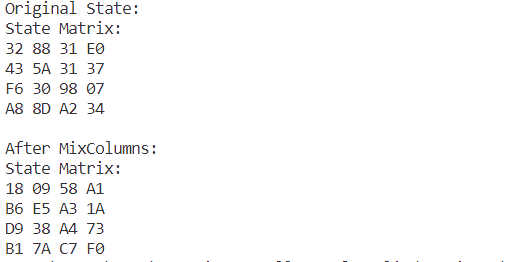 Original State:
State Matrix:
32 88 31 E0
43 5A 31 37
F6 30 98 07
A8 8D A2 34
After MixColumns:
State Matrix:
18 09 58 A1
B6 E5 A3 1A
D9 38 A4 73
B1 7A C7 F0